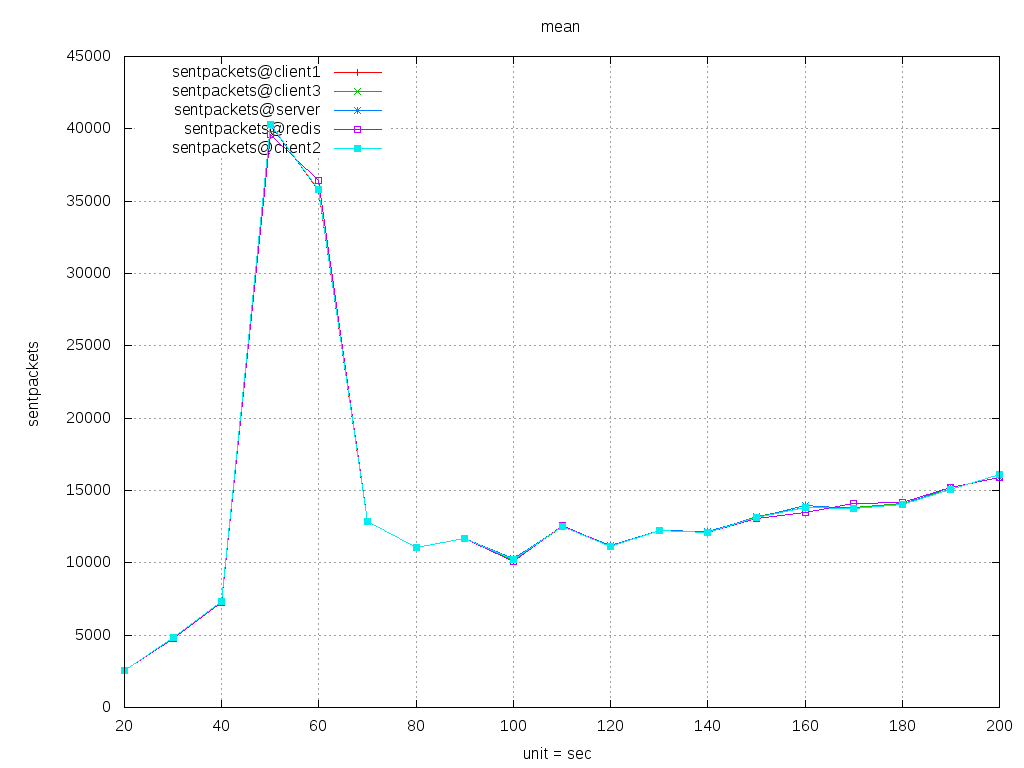 mean
45000
40000
35000
30000
25000
20000
15000
10000
5000
0
sentpackets
sentpackets@client1
sentpackets@client3
sentpackets@server
sentpackets@redis
sentpackets@client2
20 40 60 80 100 120 140 160 180 200
unit = sec